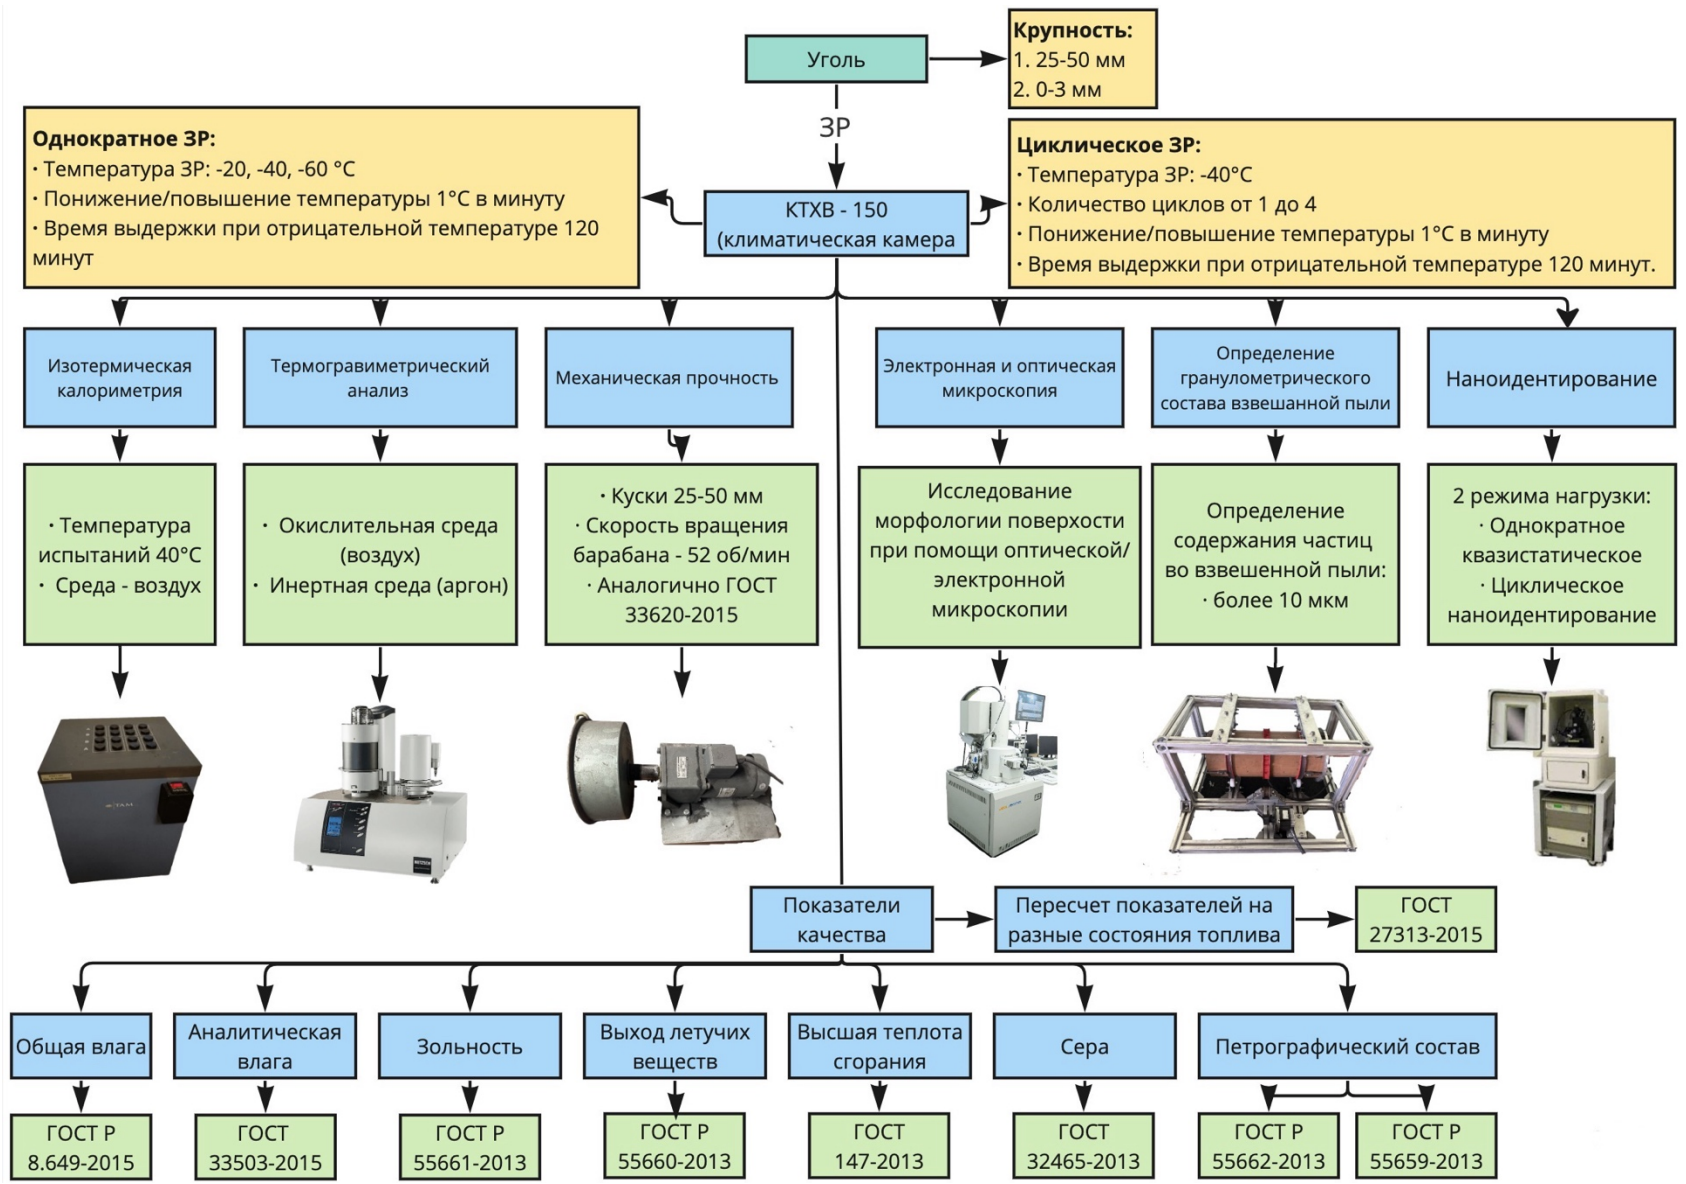 Уголь
Крупность:
1. 25-50 мм
2. 0-3 мм
ЗР
Однократное ЗР:
· Температура ЗР: -20, -40, -60 °С
· Понижение/повышение температуры 1°С в минуту
· Время выдержки при отрицательной температуре 120
минут
КТХВ - 150
(климатическая камера
Циклическое ЗР:
· Температура ЗР: -40°С
· Количество циклов от 1 до 4
· Понижение/повышение температуры 1°С в минуту
· Время выдержки при отрицательной температуре 120 минут.
Изотермическая
калориметрия
Термогравиметрический
анализ
Механическая прочность
Электронная и оптическая
микроскопия
Определение
гранулометрического
состава взвешанной пыли
Наноидентирование
· Температура
испытаний 40°С
· Среда - воздух
· Окислительная среда
(воздух)
· Инертная среда (аргон)
· Куски 25-50 мм
· Скорость вращения
барабана - 52 об/мин
· Аналогично ГОСТ
33620-2015
Исследование
морфологии поверхости
при помощи оптической/
электронной
микроскопии
Определение
содержания частиц
во взвешенной пыли:
· более 10 мкм
2 режима нагрузки:
· Однократное
квазистатическое
· Циклическое
наноидентирование
TAM
NETZSCH
Показатели
качества
Пересчет показателей на
разные состояния топлива
ГОСТ
27313-2015
Общая влага
Аналитическая
влага
Зольность
Выход летучих
веществ
Высшая теплота
сгорания
Сера
Петрографический состав
ГОСТ Р
8.649-2015
ГОСТ
33503-2015
ГОСТ Р
55661-2013
ГОСТ Р
55660-2013
ГОСТ
147-2013
ГОСТ
32465-2013
ГОСТ Р
55662-2013
ГОСТ Р
55659-2013